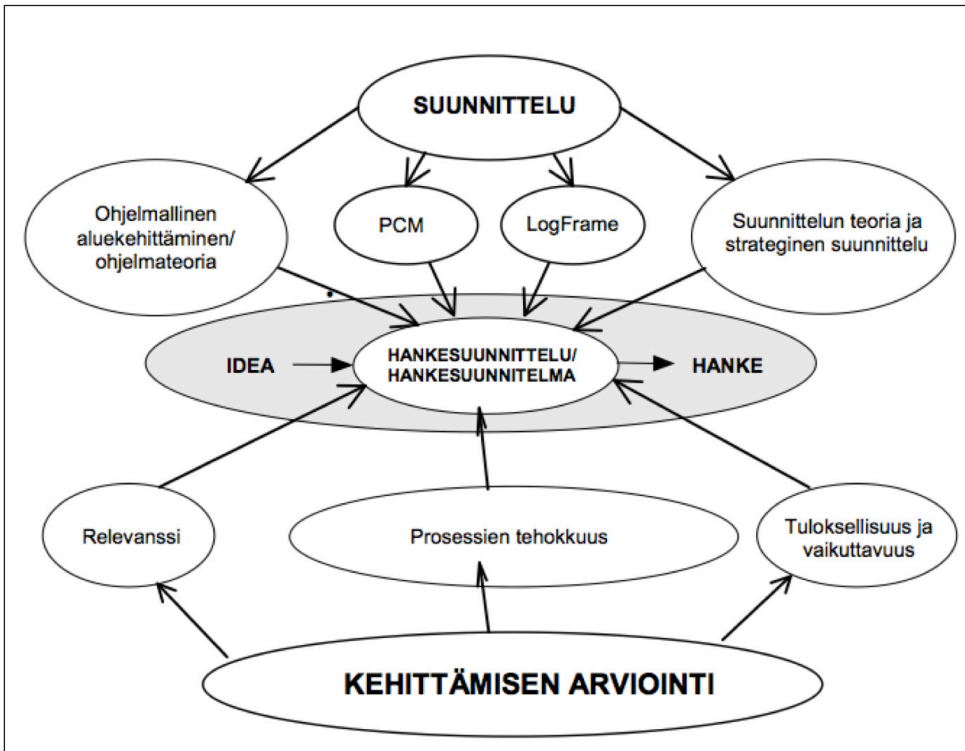 SUUNNITTELU
Ohjelmallinen
aluekehittäminen/
ohjelmateoria
PCM
LogFrame
Suunnittelun teoria ja
strateginen suunnittelu
IDEA
HANKESUUNNITTELU/
HANKESUUNNITELMA
HANKE
Relevanssi
Prosessien tehokkuus
Tuloksellisuus ja
vaikuttavuus
KEHITTÄMISEN ARVIOINTI